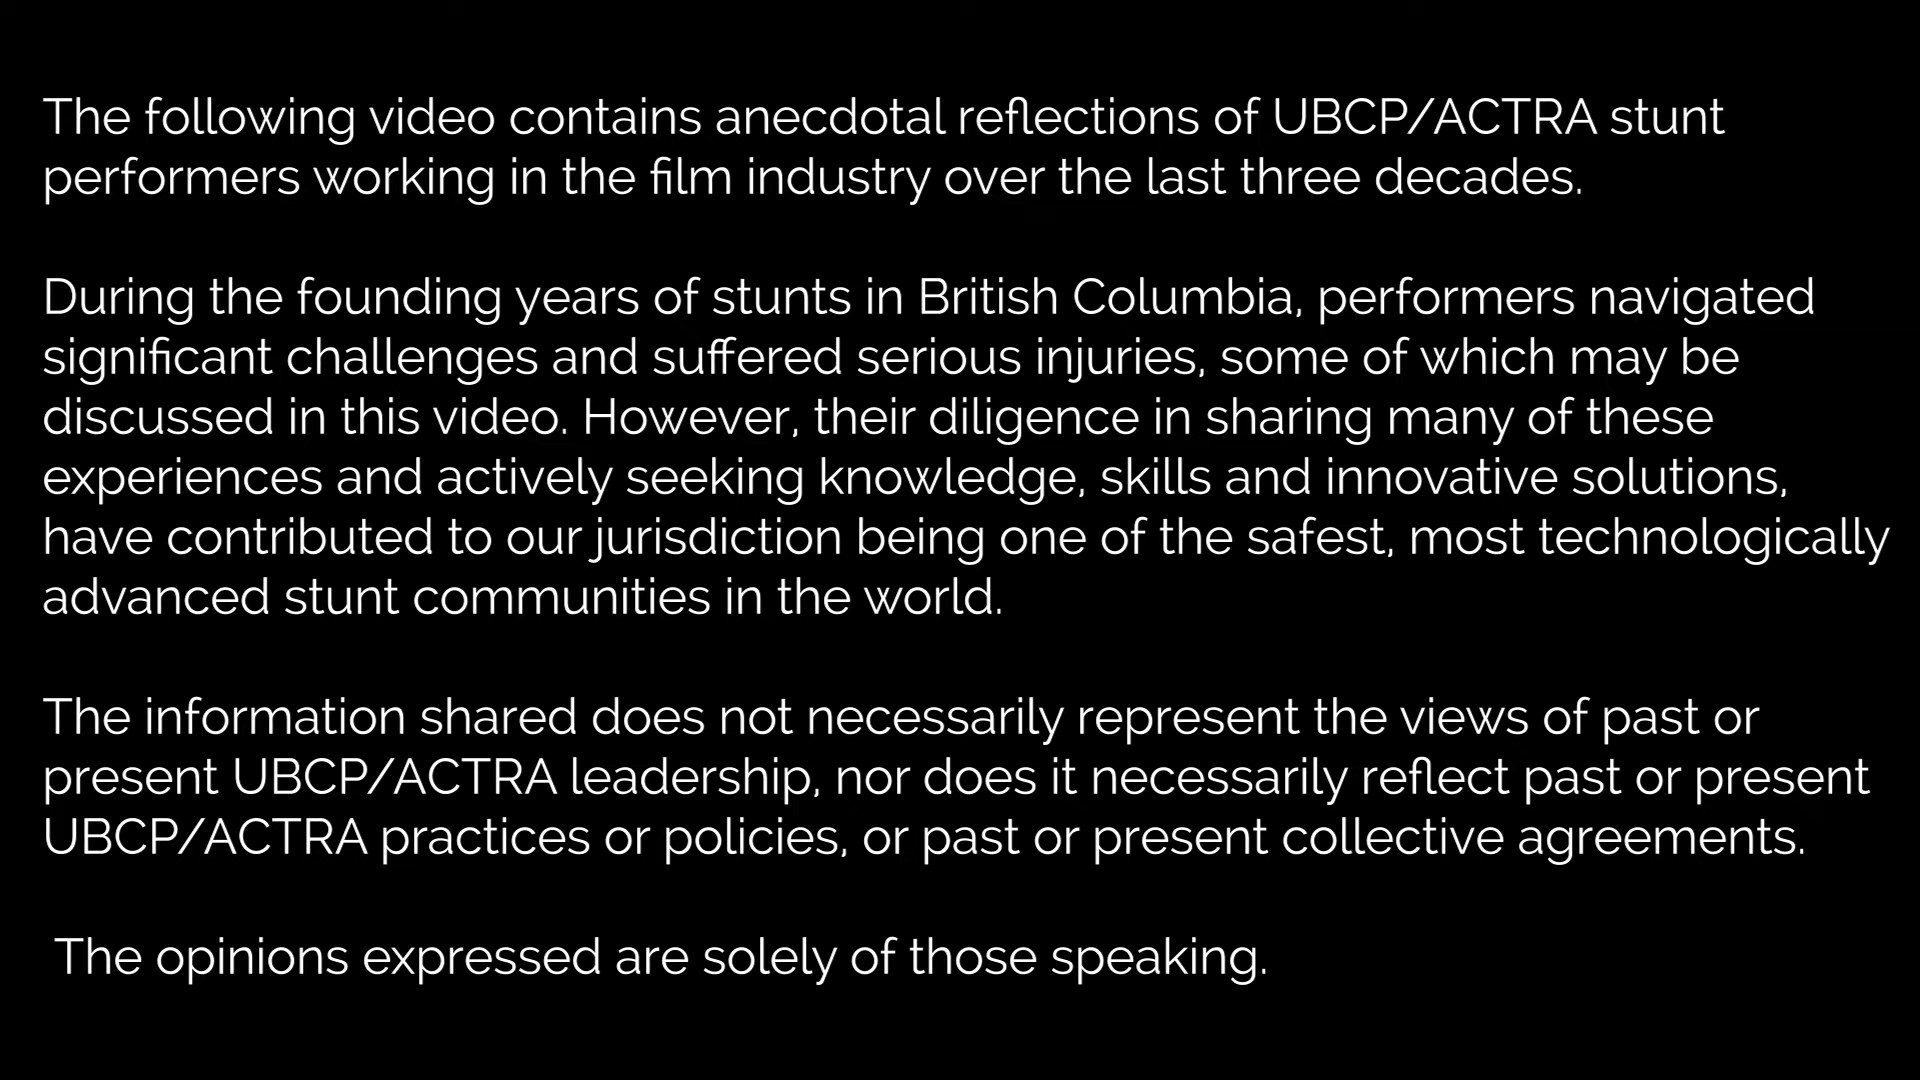 The following video contains anecdotal reflections of UBCP/ACTRA stunt
performers working in the film industry over the last three decades.
During the founding years of stunts in British Columbia, performers navigated
significant challenges and suffered serious injuries, some of which may be
discussed in this video. However, their diligence in sharing many of these
experiences and actively seeking knowledge, skills and innovative solutions,
have contributed to our jurisdiction being one of the safest, most technologically
advanced stunt communities in the world.
The information shared does not necessarily represent the views of past or
present UBCP/ACTRA leadership, nor does it necessarily reflect past or present
UBCP/ACTRA practices or policies, or past or present collective agreements.
The opinions expressed are solely of those speaking.